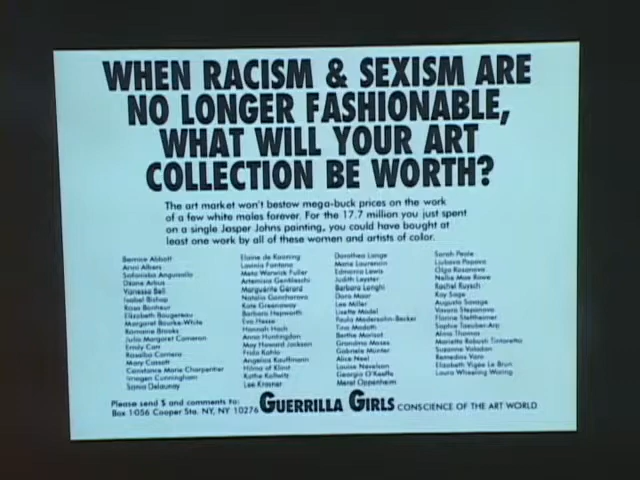 WHEN RACISM & SEXISM ARE
NO LONGER FASHIONABLE,
WHAT WILL YOUR ART
COLLECTION BE WORTH?
The art market won't bestow mega-buck prices on the work
of a few white males forever. For the 17.7 million you just spent
on a single Jasper Johns painting, you could have bought at
least one work by all of these women and artists of color.
Bernice Abbott
Anni Albers
Sofonisba Anguisolla
Diane Arbus
Vanessa Bell
Isabel Bishop
Rosa Bonheur
Elizabeth Bougereau
Margaret Bourke-White
Romaine Brooks
Julia Margaret Cameron
Emily Carr
Rosalba Carriera
Mary Cassatt
Constance Marie Charpentier
Imogen Cunningham
Sonia Delaunay
Elaine de Kooning
Lavinia Fontana
Meta Warwick Fuller
Artemisia Gentileschi
Marguérite Gérard
Natalia Goncharova
Kate Greenaway
Barbara Hepworth
Eva Hesse
Hannah Hoch
Anna Huntingdon
May Howard Jackson
Frida Kahlo
Angelica Kauffmann
Hilma af Klimt
Kathe Kollwitz
Lee Krasner
Dorothea Lange
Marie Laurencin
Edmonia Lewis
Judith Leyster
Barbara Longhi
Dora Maar
Lee Miller
Lisette Model
Paula Modersohn-Becker
Tina Modotti
Berthe Morisot
Grandma Moses
Gabriele Münter
Alice Neel
Louise Nevelson
Georgia O'Keeffe
Meret Oppenheim
Sarah Peale
Ljubova Popova
Olga Rosanova
Nellie Mae Rowe
Rachel Ruysch
Kay Sage
Augusta Savage
Vavara Stepanova
Florine Stettheimer
Sophie Taeuber-Arp
Alma Thomas
Marietta Robusti Tintoretto
Suzanne Valadon
Remedios Varo
Elizabeth Vigée Le Brun
Laura Wheeling Waring
Please send $ and comments to:
Box 1056 Cooper Sta. NY, NY 10276
GUERRILLA GIRLS CONSCIENCE OF THE ART WORLD